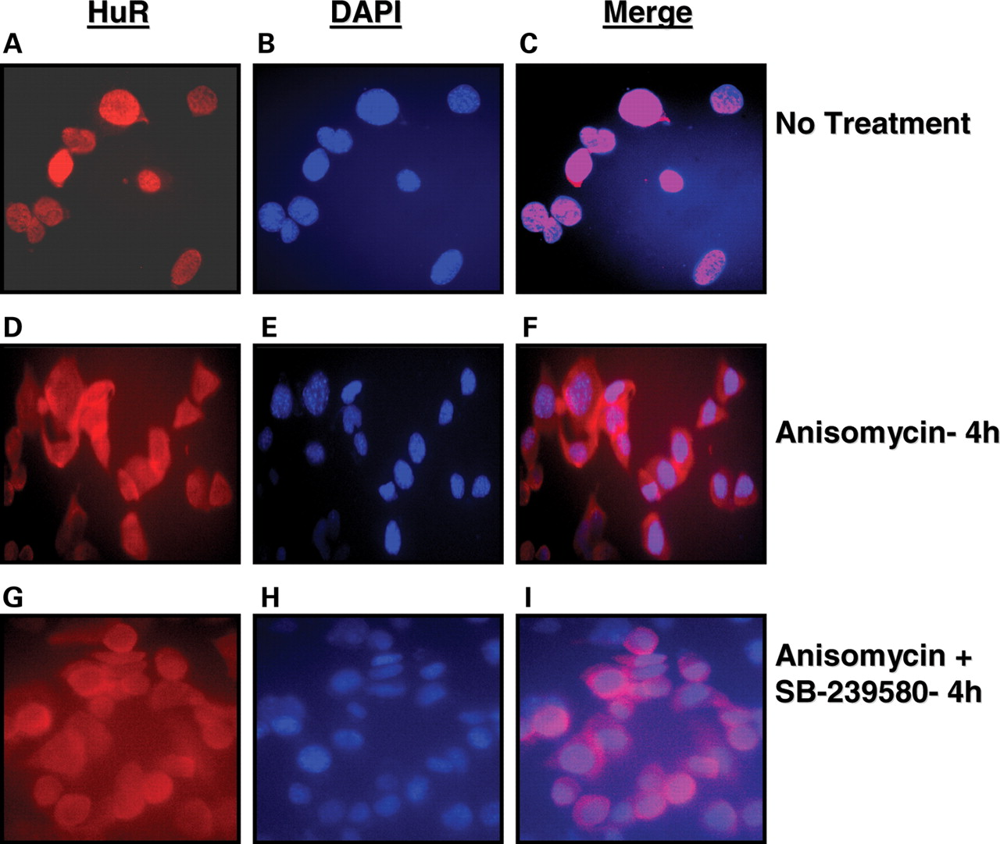 HuR DAPI Merge
A B C
No Treatment
D E F
Anisomycin- 4h
G H I
Anisomycin +
SB-239580- 4h